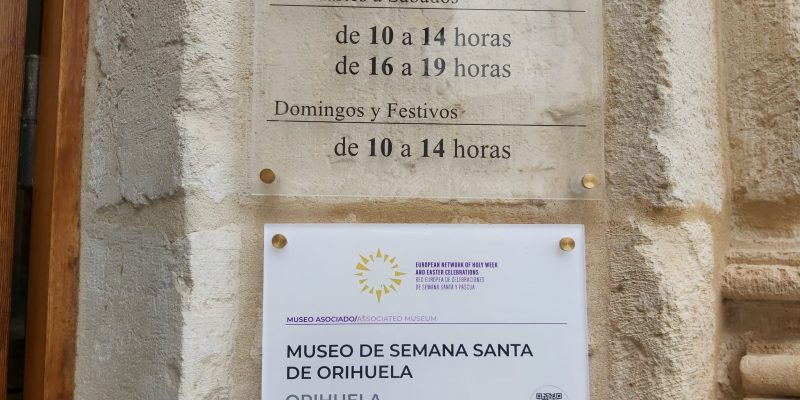 a Sábados
de 10 a 14 horas
de 16 a 19 horas
Domingos y Festivos
de 10 a 14 horas
EUROPEAN NETWORK OF HOLY WEEK
AND EASTER CELEBRATIONS
RED EUROPEA DE CELEBRACIONES
DE SEMANA SANTA Y PASCUA
MUSEO ASOCIADO/ASSOCIATED MUSEUM
MUSEO DE SEMANA SANTA
DE ORIHUELA
ORIHUELA